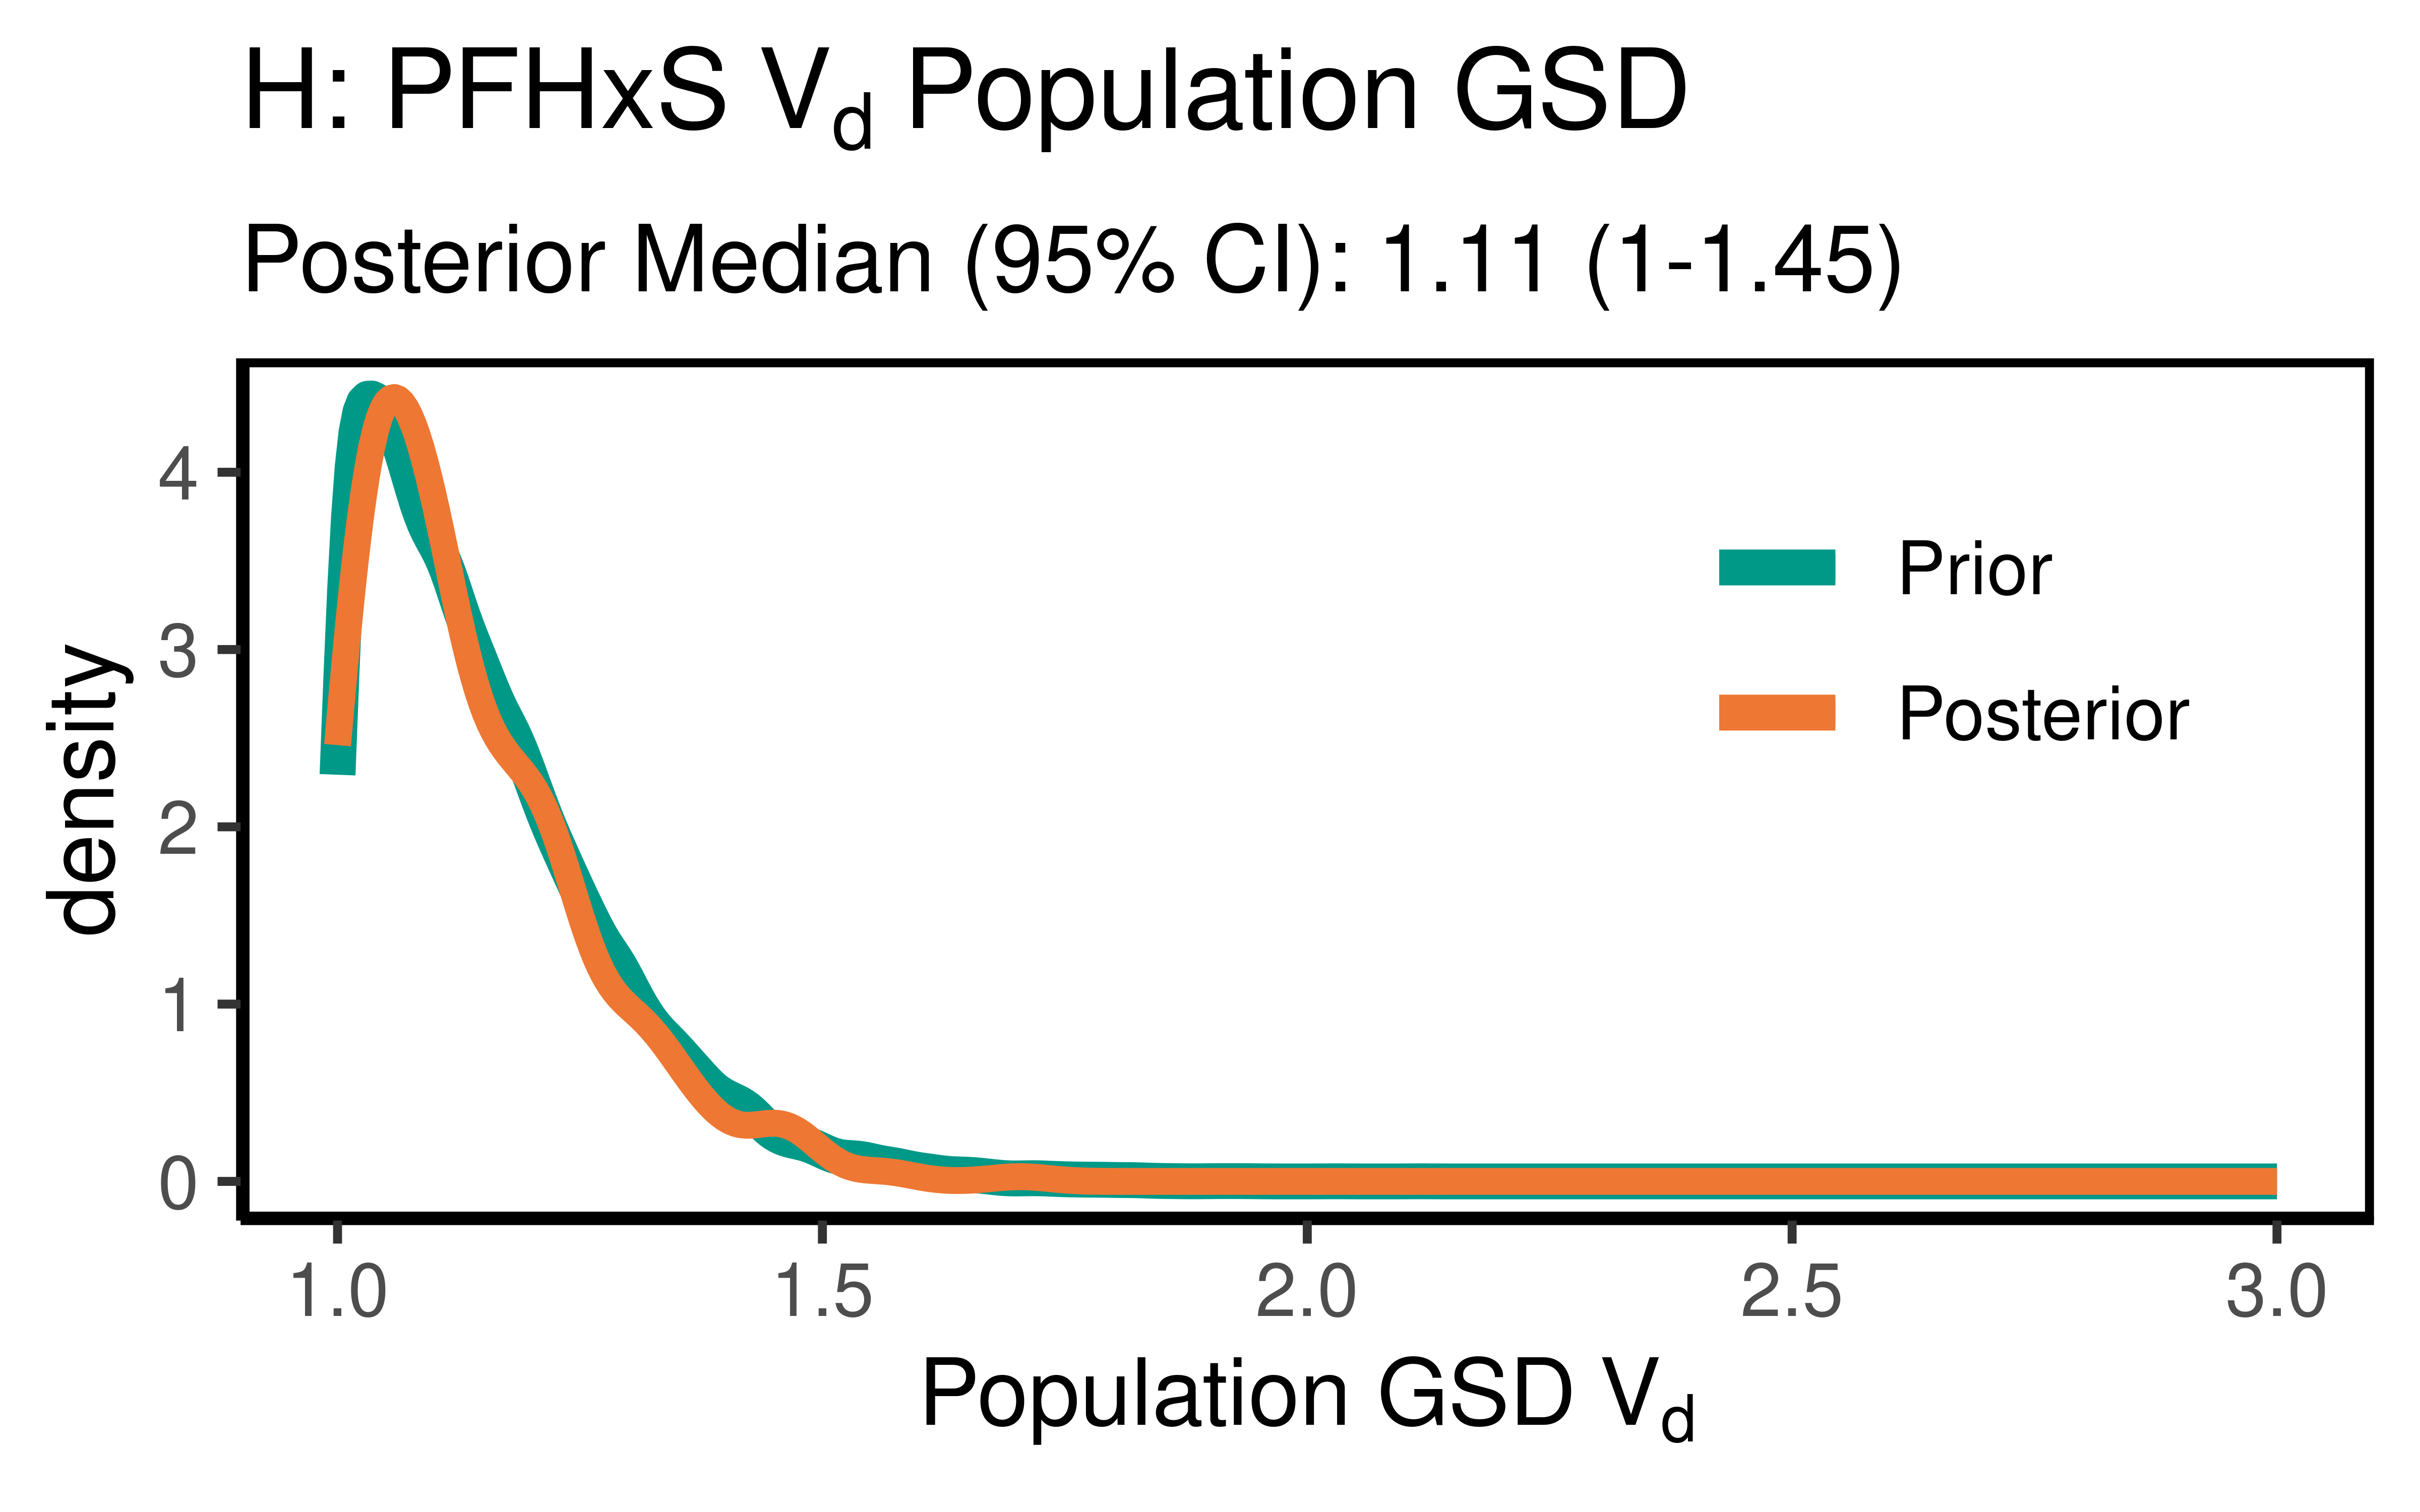 H: PFHxS Vd Population GSD
Posterior Median (95% CI): 1.11 (1-1.45)
density
4
3
2
1
0
Prior
Posterior
1.0 1.5 2.0 2.5 3.0
Population GSD Vd